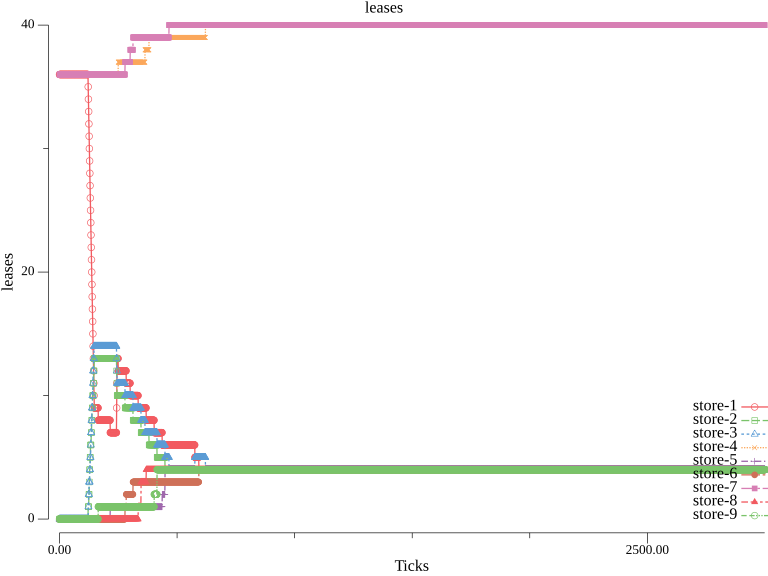 leases
40
20
0
leases
0.00
2500.00
Ticks
store-1
store-2
store-3
store-4
store-5
store-6
store-7
store-8
store-9